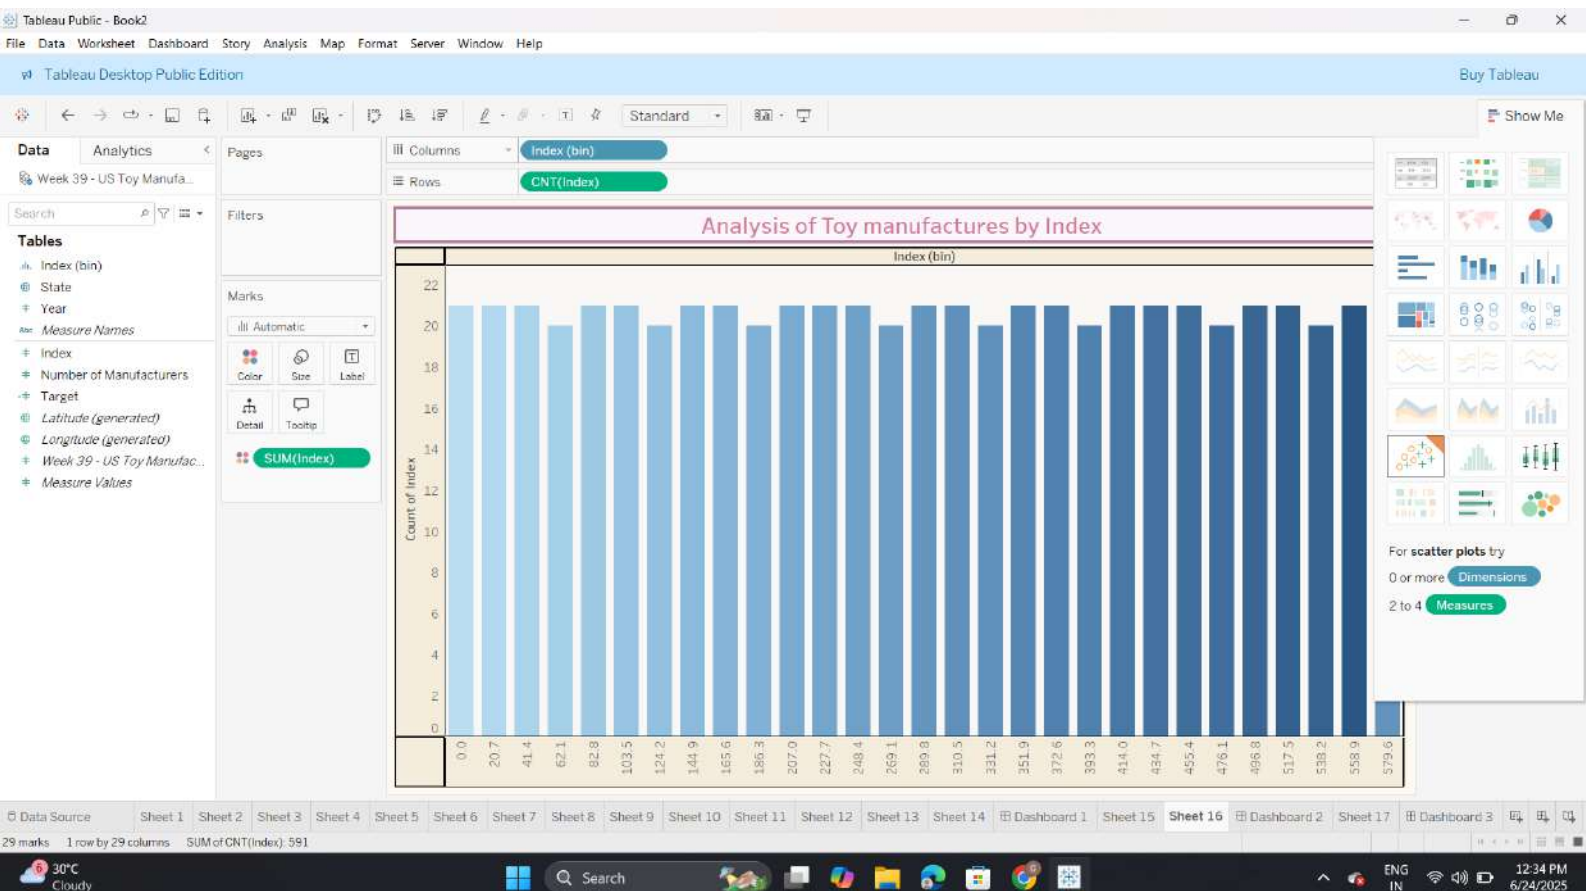 Tableau Public - Book2
File Data Worksheet Dashboard Story Analysis Map Format Server Window Help
Tableau Desktop Public Edition
Buy Tableau
Standard
Show Me
Data Analytics
Week 39 - US Toy Manufa...
Search
Tables
Index (bin)
State
Year
Abc Measure Names
Index
Number of Manufacturers
Target
Latitude (generated)
Longitude (generated)
Week 39 - US Toy Manufac...
Measure Values
Pages
Filters
Marks
Automatic
Color Size Label
Detail Tooltip
SUM(Index)
Columns Index (bin)
Rows CNT(Index)
Analysis of Toy manufactures by Index
Index (bin)
Count of Index
22
20
18
16
14
12
10
8
6
4
2
0
0.0 20.7 41.4 62.1 82.8 103.5 124.2 144.9 165.6 186.3 207.0 227.7 248.4 269.1 289.8 310.5 331.2 351.9 372.6 393.3 414.0 434.7 455.4 476.1 496.8 517.5 538.2 558.9 579.6
For scatter plots try
0 or more Dimensions
2 to 4 Measures
Data Source Sheet 1 Sheet 2 Sheet 3 Sheet 4 Sheet 5 Sheet 6 Sheet 7 Sheet 8 Sheet 9 Sheet 10 Sheet 11 Sheet 12 Sheet 13 Sheet 14 Dashboard 1 Sheet 15 Sheet 16 Dashboard 2 Sheet 17 Dashboard 3
29 marks 1 row by 29 columns SUM of CNT(Index): 591
6
30°C
Cloudy
Search
ENG
IN
12:34 PM
6/24/2025